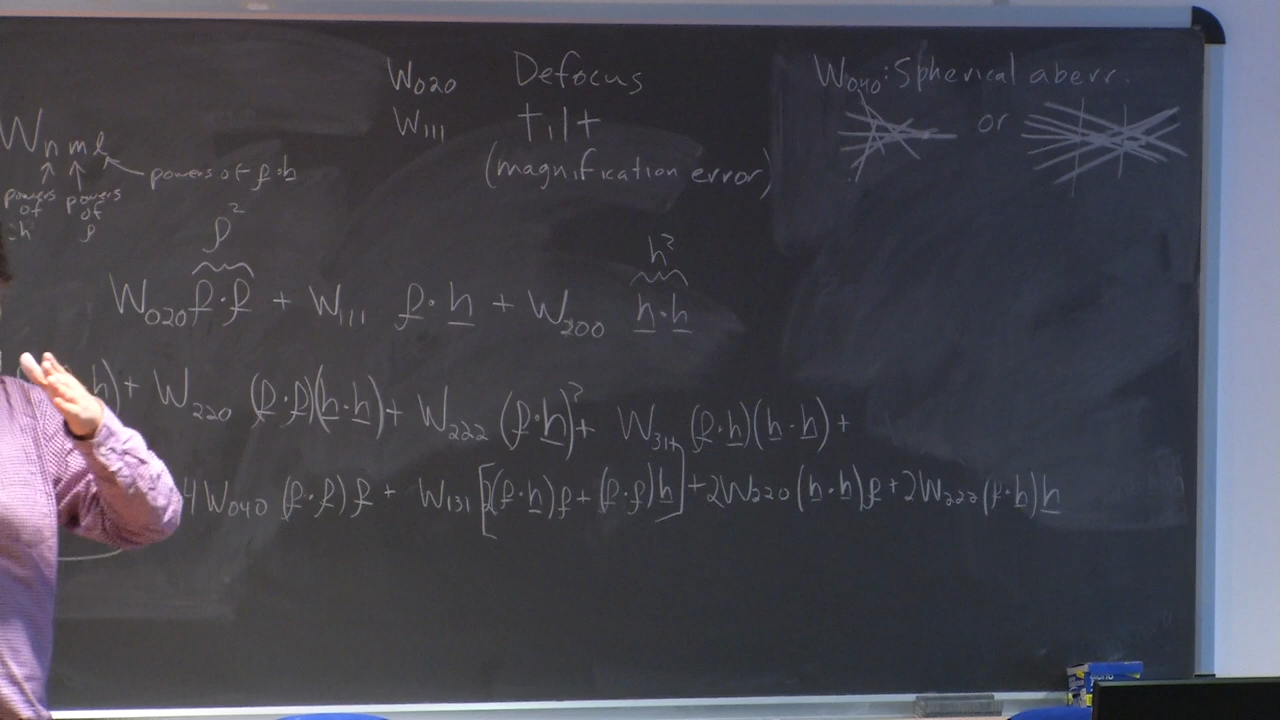 W₀₂₀ Defocus
W₀₄₀: Spherical aberr.
W₁₁₁ tilt
(magnification error)
or
Wₙₘₗ
powers of ρ·h
powers of h
powers of ρ
ρ²
h²
W₀₂₀ ρ·ρ + W₁₁₁ ρ·h + W₂₀₀ h·h
h) + W₂₂₀ (ρ·ρ)(h·h) + W₂₂₂ (ρ·h)² + W₃₁₁ (ρ·h)(h·h) +
4W₀₄₀ (ρ·ρ)ρ + W₁₃₁ [2(ρ·h)ρ + (ρ·ρ)h] + 2W₂₂₀ (h·h)ρ + 2W₂₂₂ (ρ·h)h